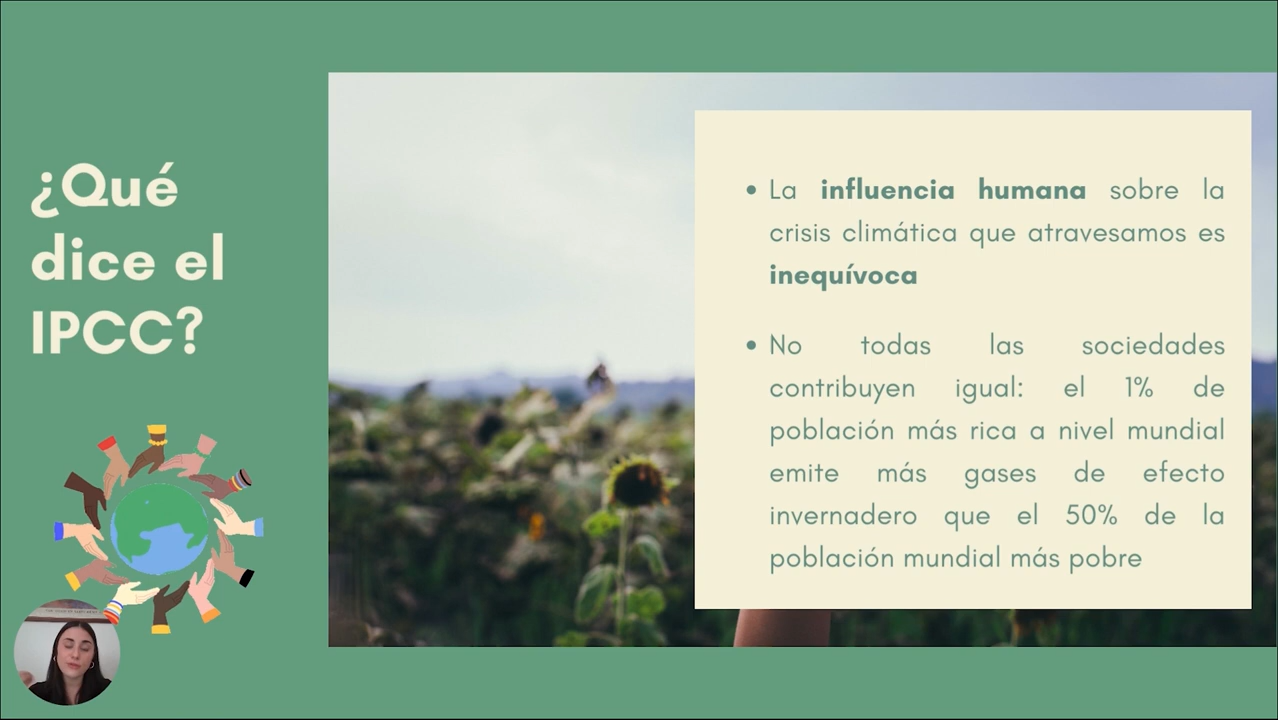 ¿Qué
dice el
IPCC?
• La influencia humana sobre la
crisis climática que atravesamos es
inequívoca
• No todas las sociedades
contribuyen igual: el 1% de
población más rica a nivel mundial
emite más gases de efecto
invernadero que el 50% de la
población mundial más pobre